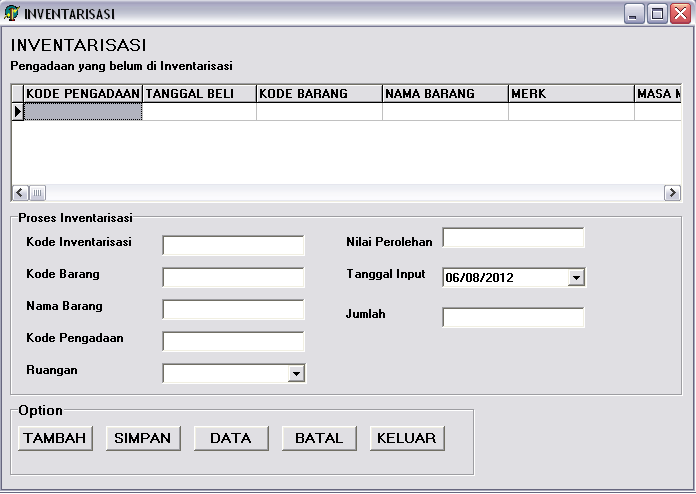 INVENTARISASI
INVENTARISASI
Pengadaan yang belum di Inventarisasi
KODE PENGADAAN TANGGAL BELI KODE BARANG NAMA BARANG MERK MASA
Proses Inventarisasi
Kode Inventarisasi Nilai Perolehan
Kode Barang Tanggal Input 06/08/2012
Nama Barang Jumlah
Kode Pengadaan
Ruangan
Option
TAMBAH SIMPAN DATA BATAL KELUAR